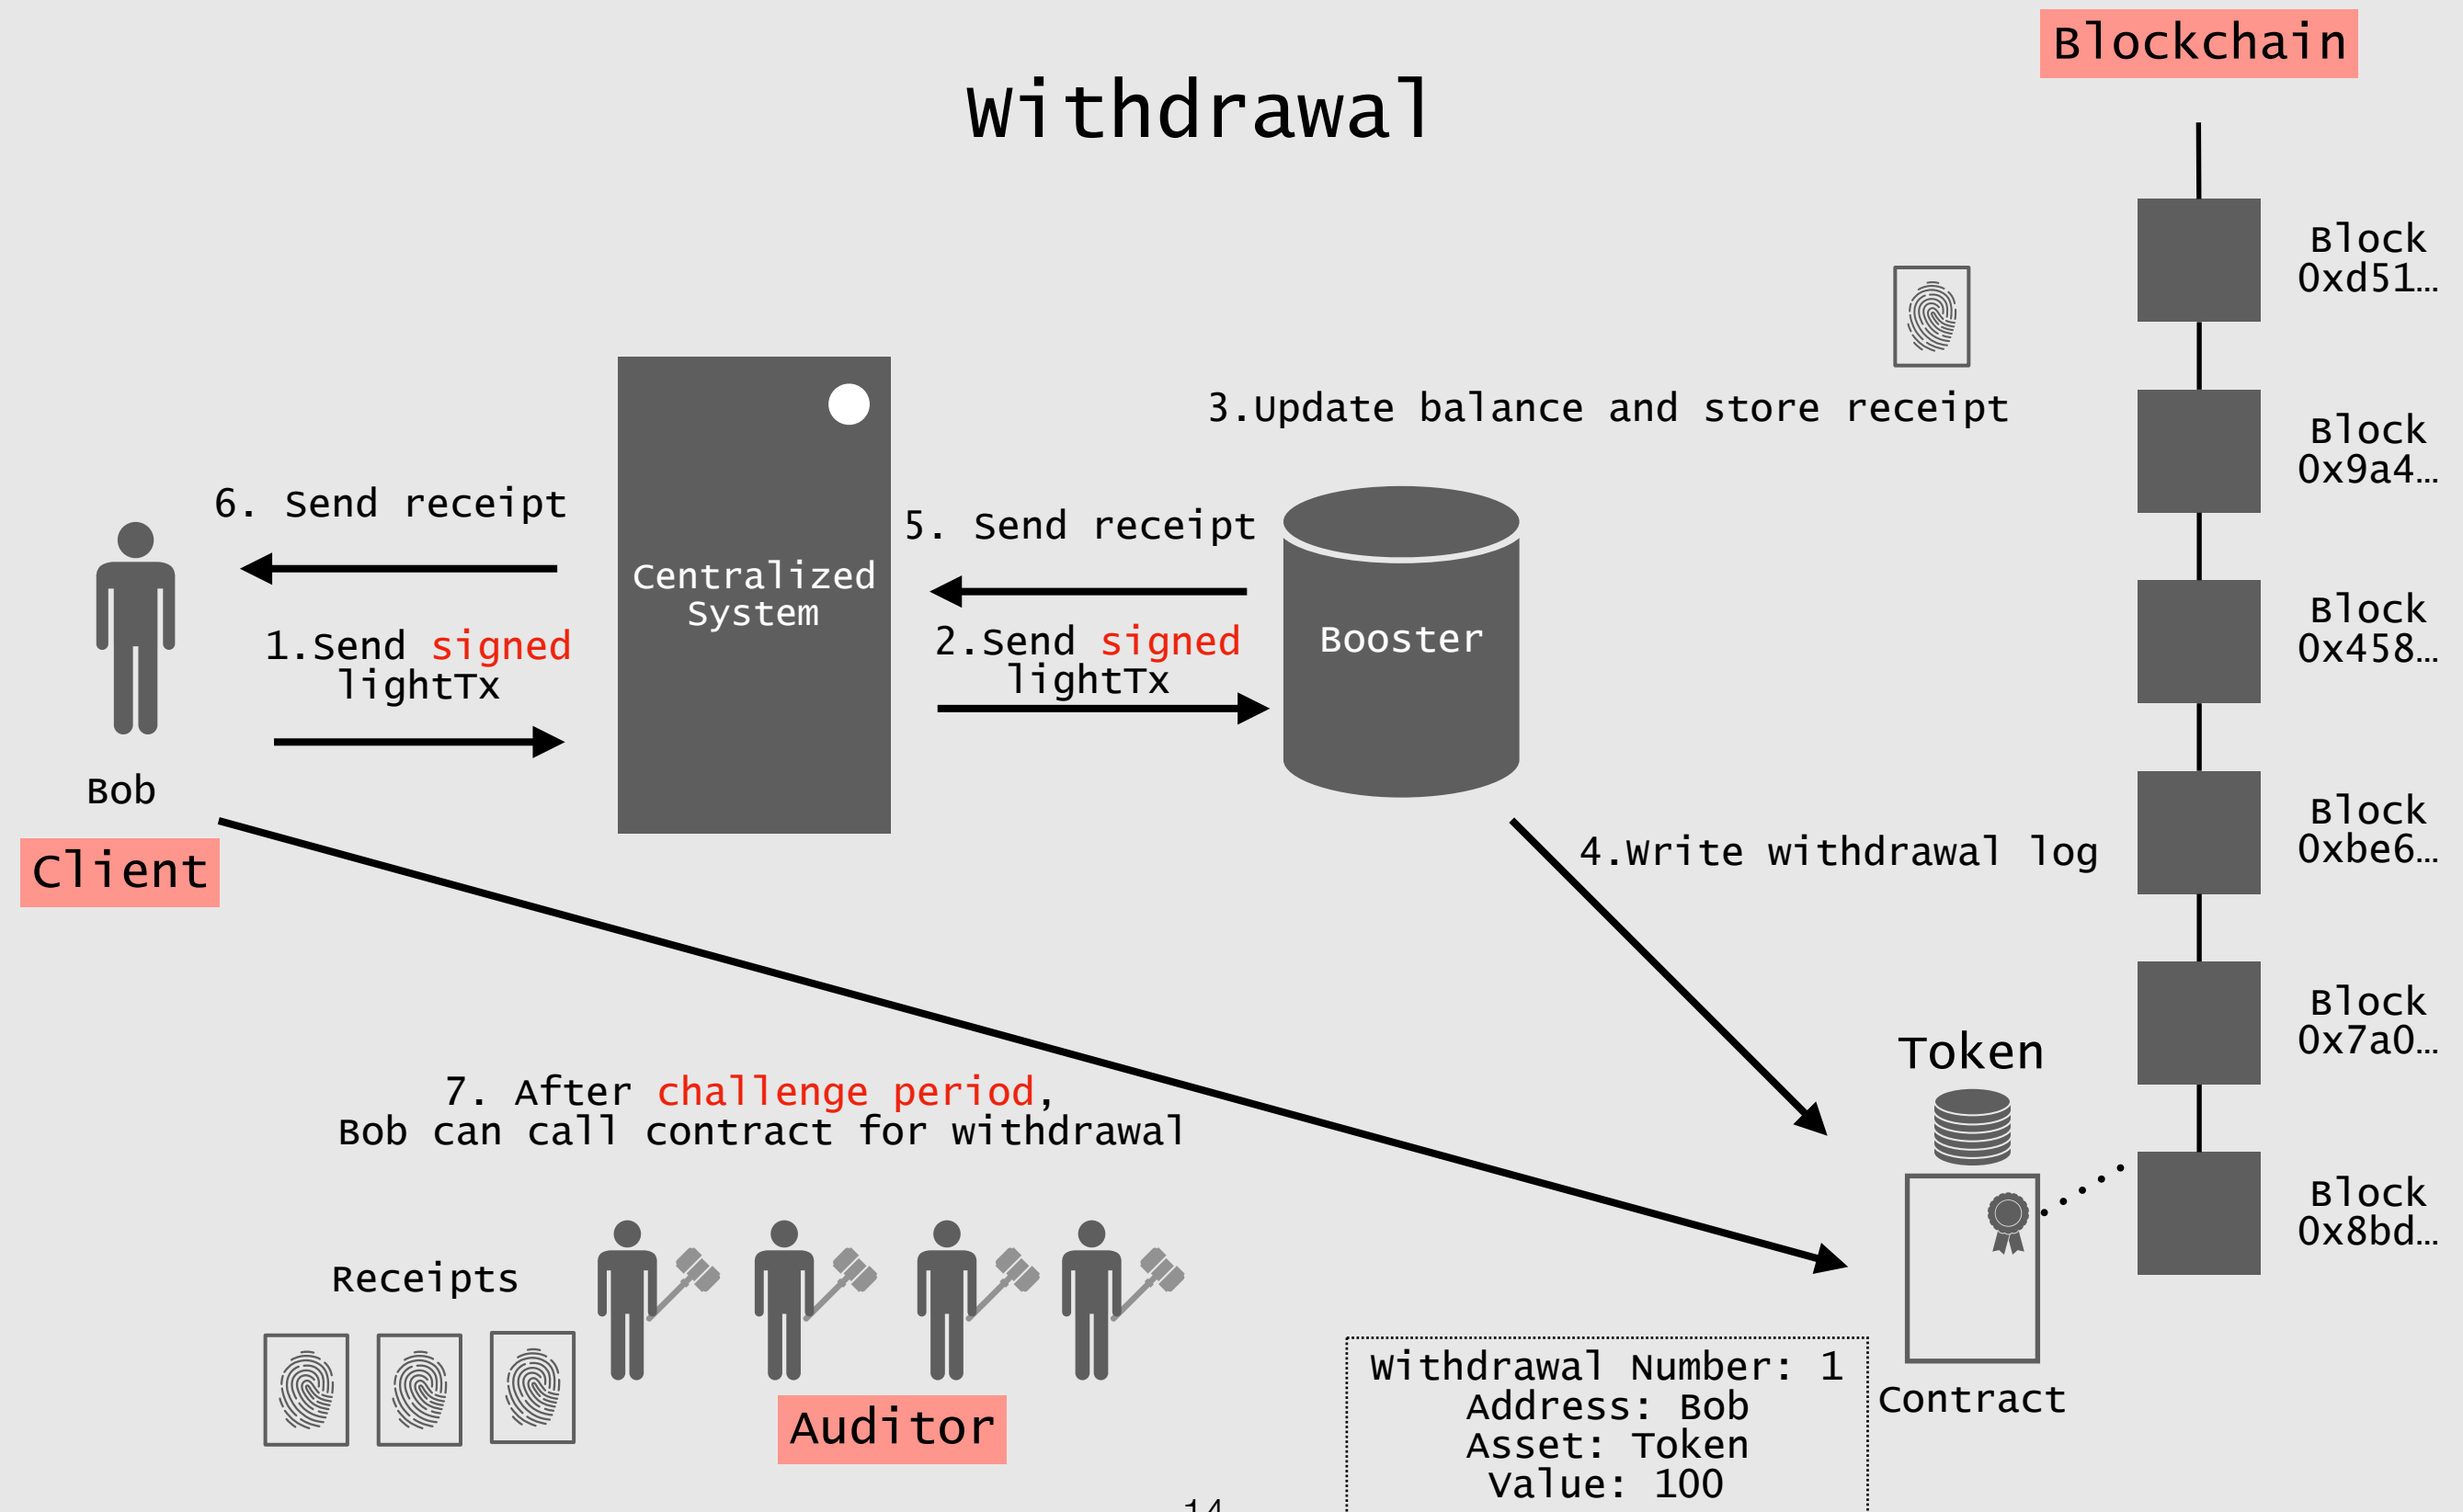 Blockchain
Withdrawal
Block
0xd51…
Block
0x9a4…
Block
0x458…
Block
0xbe6…
Block
0x7a0…
Block
0x8bd…
3.Update balance and store receipt
6. Send receipt
5. Send receipt
Centralized
System
1.Send signed
lightTx
2.Send signed
lightTx
Booster
Bob
Client
4.Write withdrawal log
Token
7. After challenge period,
Bob can call contract for withdrawal
Receipts
Auditor
Contract
Withdrawal Number: 1
Address: Bob
Asset: Token
Value: 100
14